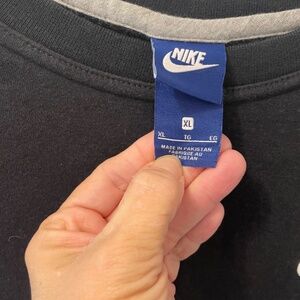 NIKE
XL
XL TG EG
MADE IN PAKISTAN
FABRIQUÉ AU
PAKISTAN